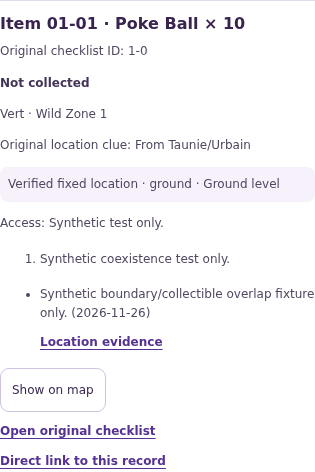 Item 01-01 · Poke Ball × 10
Original checklist ID: 1-0
Not collected
Vert · Wild Zone 1
Original location clue: From Taunie/Urbain
Verified fixed location · ground · Ground level
Access: Synthetic test only.
1. Synthetic coexistence test only.
• Synthetic boundary/collectible overlap fixture
only. (2026-11-26)
Location evidence
Show on map
Open original checklist
Direct link to this record